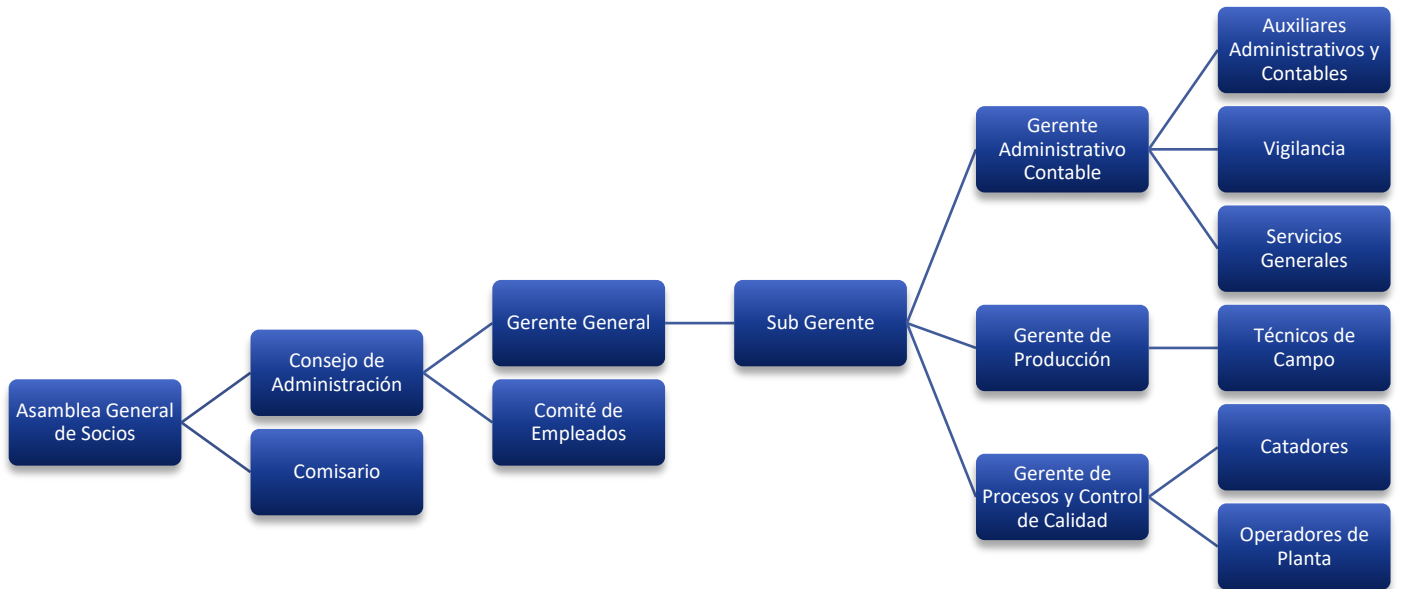 Asamblea General
de Socios
Consejo de
Administración
Comisario
Gerente General
Comité de
Empleados
Sub Gerente
Gerente
Administrativo
Contable
Gerente de
Producción
Gerente de
Procesos y Control
de Calidad
Auxiliares
Administrativos y
Contables
Vigilancia
Servicios
Generales
Técnicos de
Campo
Catadores
Operadores de
Planta